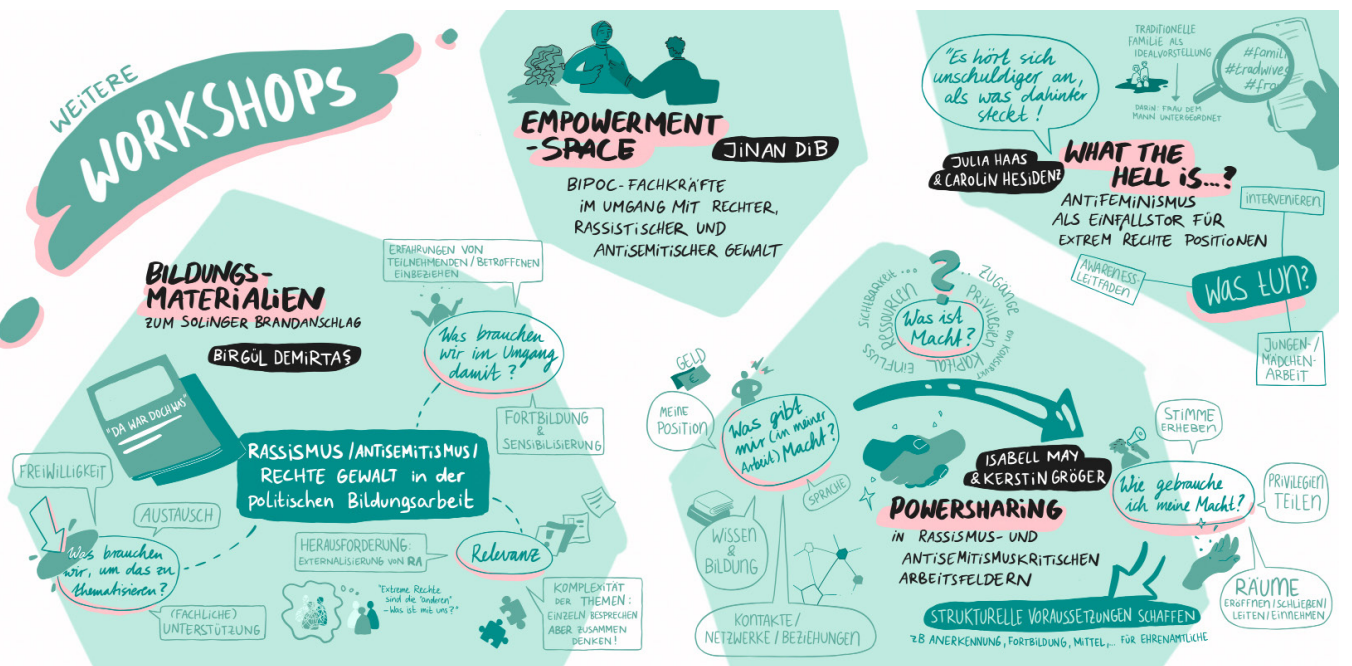 WEITERE
WORKSHOPS
EMPOWERMENT
-SPACE
JINAN DIB
BIPOC-FACHKRÄFTE
IM UMGANG MIT RECHTER,
RASSISTISCHER UND
ANTISEMITISCHER GEWALT
"Es hört sich
unschuldiger an,
als was dahinter
steckt!
TRADITIONELLE
FAMILIE ALS
IDEALVORSTELLUNG
DARIN: FRAU DEM
MANN UNTERGEORDNET
#famili
#tradwives
#fro
JULIA HAAS
& CAROLIN HESIDENZ
WHAT THE
HELL IS...?
ANTIFEMINISMUS
ALS EINFALLSTOR FÜR
EXTREM RECHTE POSITIONEN
INTERVENIEREN
AWARENESS-
LEITFADEN
WAS TUN?
JUNGEN-/
MÄDCHEN-
ARBEIT
BILDUNGS-
MATERIALIEN
ZUM SOLINGER BRANDANSCHLAG
BIRGÜL DEMIRTAŞ
"DA WAR DOCH WAS"
ERFAHRUNGEN VON
TEILNEHMENDEN/BETROFFENEN
EINBEZIEHEN
Was brauchen
wir im Umgang
damit?
FORTBILDUNG
&
SENSIBILISIERUNG
RASSISMUS/ANTISEMITISMUS/
RECHTE GEWALT in der
politischen Bildungsarbeit
FREIWILLIGKEIT
AUSTAUSCH
Was brauchen
wir, um das zu
thematisieren?
(FACHLICHE)
UNTERSTÜTZUNG
HERAUSFORDERUNG:
EXTERNALISIERUNG VON RA
Relevanz
"Extreme Rechte
sind die "anderen"
-Was ist mit uns?"
KOMPLEXITÄT
DER THEMEN:
EINZELN BESPRECHEN
ABER ZUSAMMEN
DENKEN!
SICHTBARKEIT...
EINFLUSS
RESSOURCEN
?
... ZUGÄNGE
PRIVILEGIEN
KAPITAL
Was ist
Macht?
GELD
€
MEINE
POSITION
Was gibt
mir (in meiner
Arbeit) Macht?
SPRACHE
WISSEN
&
BILDUNG
KONTAKTE/
NETZWERKE/BEZIEHUNGEN
ISABELL MAY
& KERSTIN GRÖGER
POWERSHARING
IN RASSISMUS- UND
ANTISEMITISMUSKRITISCHEN
ARBEITSFELDERN
STIMME
ERHEBEN
Wie gebrauche
ich meine Macht?
PRIVILEGIEN
TEILEN
RÄUME
ERÖFFNEN/SCHLIEẞEN/
LEITEN/EINNEHMEN
STRUKTURELLE VORAUSSETZUNGEN SCHAFFEN
ZB ANERKENNUNG, FORTBILDUNG, MITTEL,... FÜR EHRENAMTLICHE